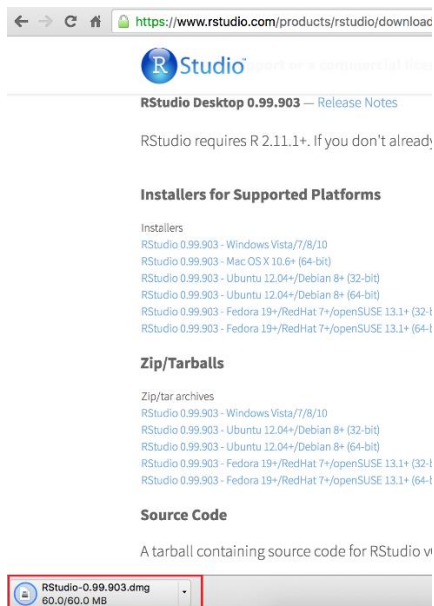 https://www.rstudio.com/products/rstudio/download
R Studio
RStudio Desktop 0.99.903 — Release Notes
RStudio requires R 2.11.1+. If you don't already
Installers for Supported Platforms
Installers
RStudio 0.99.903 - Windows Vista/7/8/10
RStudio 0.99.903 - Mac OS X 10.6+ (64-bit)
RStudio 0.99.903 - Ubuntu 12.04+/Debian 8+ (32-bit)
RStudio 0.99.903 - Ubuntu 12.04+/Debian 8+ (64-bit)
RStudio 0.99.903 - Fedora 19+/RedHat 7+/openSUSE 13.1+ (32-b
RStudio 0.99.903 - Fedora 19+/RedHat 7+/openSUSE 13.1+ (64-b
Zip/Tarballs
Zip/tar archives
RStudio 0.99.903 - Windows Vista/7/8/10
RStudio 0.99.903 - Ubuntu 12.04+/Debian 8+ (32-bit)
RStudio 0.99.903 - Ubuntu 12.04+/Debian 8+ (64-bit)
RStudio 0.99.903 - Fedora 19+/RedHat 7+/openSUSE 13.1+ (32-b
RStudio 0.99.903 - Fedora 19+/RedHat 7+/openSUSE 13.1+ (64-b
Source Code
A tarball containing source code for RStudio v
RStudio-0.99.903.dmg
60.0/60.0 MB